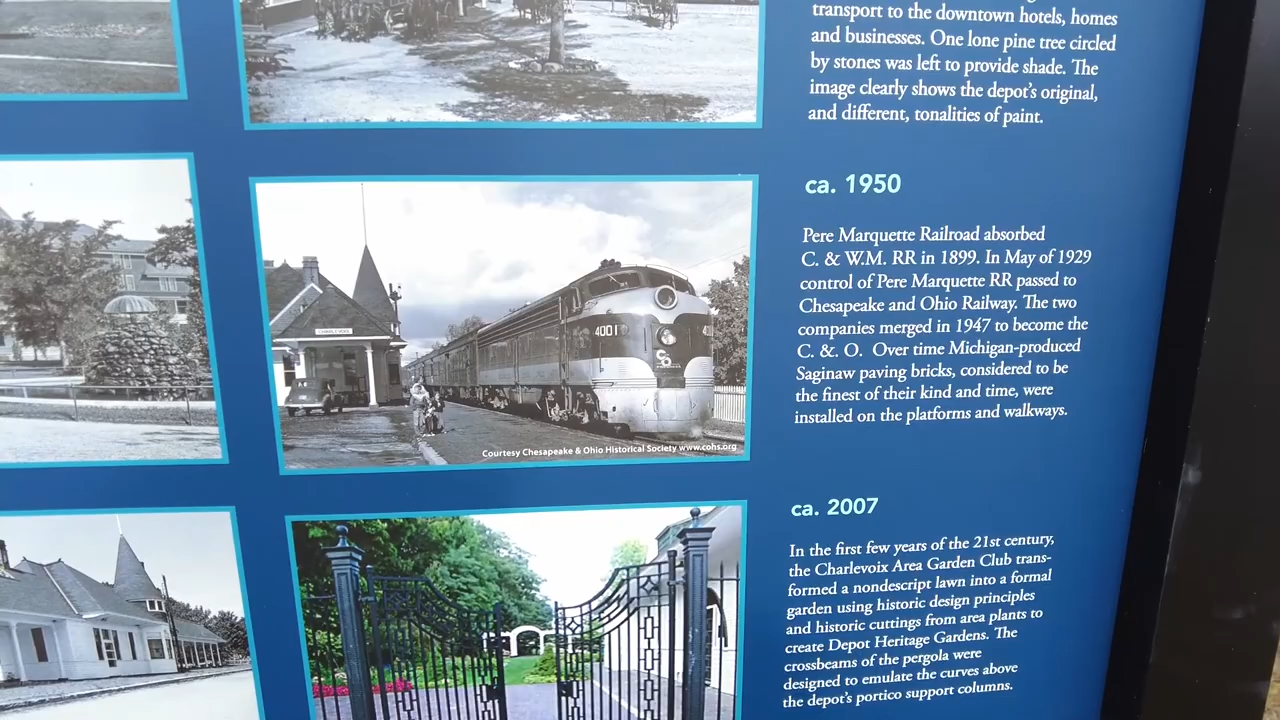 transport to the downtown hotels, homes
and businesses. One lone pine tree circled
by stones was left to provide shade. The
image clearly shows the depot's original,
and different, tonalities of paint.
ca. 1950
Pere Marquette Railroad absorbed
C. & W.M. RR in 1899. In May of 1929
control of Pere Marquette RR passed to
Chesapeake and Ohio Railway. The two
companies merged in 1947 to become the
C. &. O. Over time Michigan-produced
Saginaw paving bricks, considered to be
the finest of their kind and time, were
installed on the platforms and walkways.
CHARLEVOIX
4001
Courtesy Chesapeake & Ohio Historical Society www.cohs.org
ca. 2007
In the first few years of the 21st century,
the Charlevoix Area Garden Club trans-
formed a nondescript lawn into a formal
garden using historic design principles
and historic cuttings from area plants to
create Depot Heritage Gardens. The
crossbeams of the pergola were
designed to emulate the curves above
the depot's portico support columns.